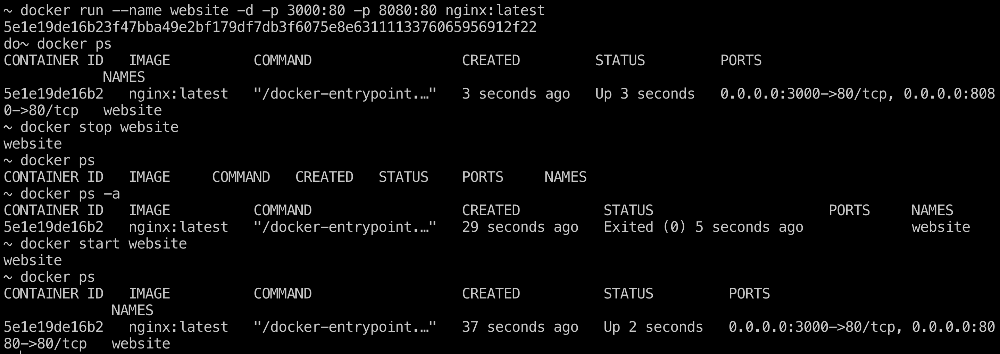 ~ docker run --name website -d -p 3000:80 -p 8080:80 nginx:latest
5e1e19de16b23f47bba49e2bf179df7db3f6075e8e6311113376065956912f22
do~ docker ps
CONTAINER ID   IMAGE          COMMAND                  CREATED         STATUS         PORTS
            NAMES
5e1e19de16b2   nginx:latest   "/docker-entrypoint.…"   3 seconds ago   Up 3 seconds   0.0.0.0:3000->80/tcp, 0.0.0.0:808
0->80/tcp   website
~ docker stop website
website
~ docker ps
CONTAINER ID   IMAGE     COMMAND   CREATED   STATUS    PORTS     NAMES
~ docker ps -a
CONTAINER ID   IMAGE          COMMAND                  CREATED          STATUS                     PORTS     NAMES
5e1e19de16b2   nginx:latest   "/docker-entrypoint.…"   29 seconds ago   Exited (0) 5 seconds ago             website
~ docker start website
website
~ docker ps
CONTAINER ID   IMAGE          COMMAND                  CREATED          STATUS         PORTS
             NAMES
5e1e19de16b2   nginx:latest   "/docker-entrypoint.…"   37 seconds ago   Up 2 seconds   0.0.0.0:3000->80/tcp, 0.0.0.0:80
80->80/tcp   website